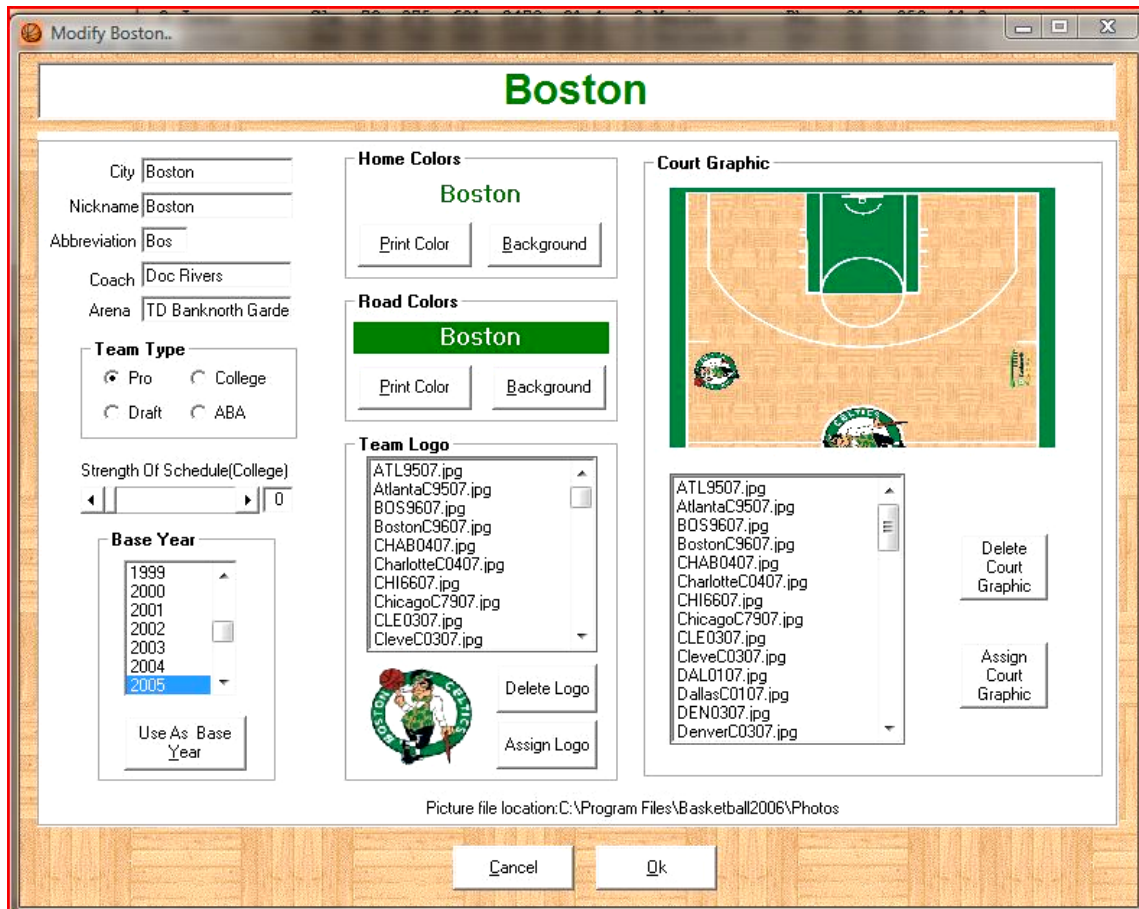 Modify Boston..
Boston
City Boston
Nickname Boston
Abbreviation Bos
Coach Doc Rivers
Arena TD Banknorth Garde
Team Type
Pro College
Draft ABA
Strength Of Schedule(College)
0
Base Year
1999
2000
2001
2002
2003
2004
2005
Use As Base
Year
Home Colors
Boston
Print Color Background
Road Colors
Boston
Print Color Background
Team Logo
ATL9507.jpg
AtlantaC9507.jpg
BOS9607.jpg
BostonC9607.jpg
CHAB0407.jpg
CharlotteC0407.jpg
CHI6607.jpg
ChicagoC7907.jpg
CLE0307.jpg
CleveC0307.jpg
BOSTON CELTICS
Delete Logo
Assign Logo
Court Graphic
CELTICS
ATL9507.jpg
AtlantaC9507.jpg
BOS9607.jpg
BostonC9607.jpg
CHAB0407.jpg
CharlotteC0407.jpg
CHI6607.jpg
ChicagoC7907.jpg
CLE0307.jpg
CleveC0307.jpg
DAL0107.jpg
DallasC0107.jpg
DEN0307.jpg
DenverC0307.jpg
Delete
Court
Graphic
Assign
Court
Graphic
Picture file location:C:\Program Files\Basketball2006\Photos
Cancel Ok